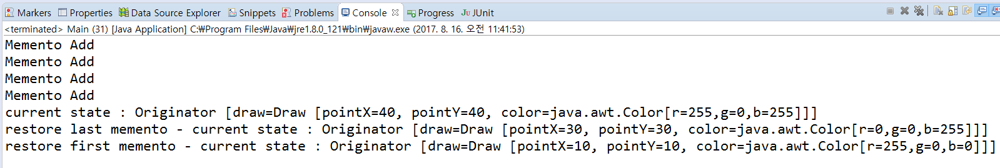 Markers Properties Data Source Explorer Snippets Problems Console Progress JUnit
<terminated> Main (31) [Java Application] C:₩Program Files₩Java₩jre1.8.0_121₩bin₩javaw.exe (2017. 8. 16. 오전 11:41:53)
Memento Add
Memento Add
Memento Add
Memento Add
current state : Originator [draw=Draw [pointX=40, pointY=40, color=java.awt.Color[r=255,g=0,b=255]]]
restore last memento - current state : Originator [draw=Draw [pointX=30, pointY=30, color=java.awt.Color[r=0,g=0,b=255]]]
restore first memento - current state : Originator [draw=Draw [pointX=10, pointY=10, color=java.awt.Color[r=255,g=0,b=0]]]